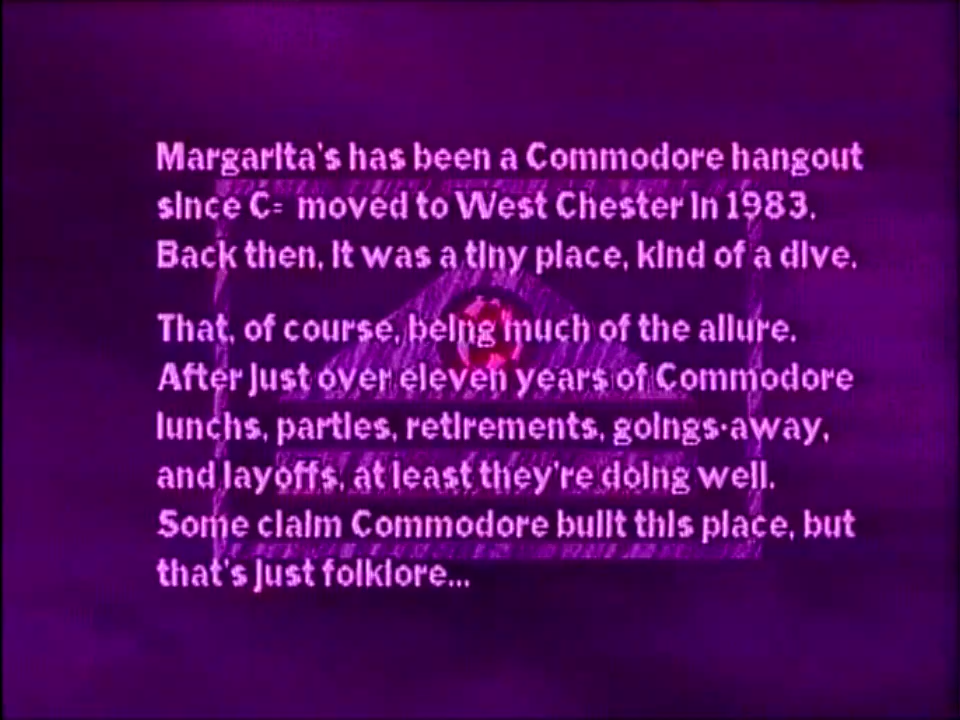 Margarita's has been a Commodore hangout
since C= moved to West Chester in 1983.
Back then, it was a tiny place, kind of a dive.
That, of course, being much of the allure.
After just over eleven years of Commodore
lunchs, parties, retirements, goings-away,
and layoffs, at least they're doing well.
Some claim Commodore built this place, but
that's just folklore...